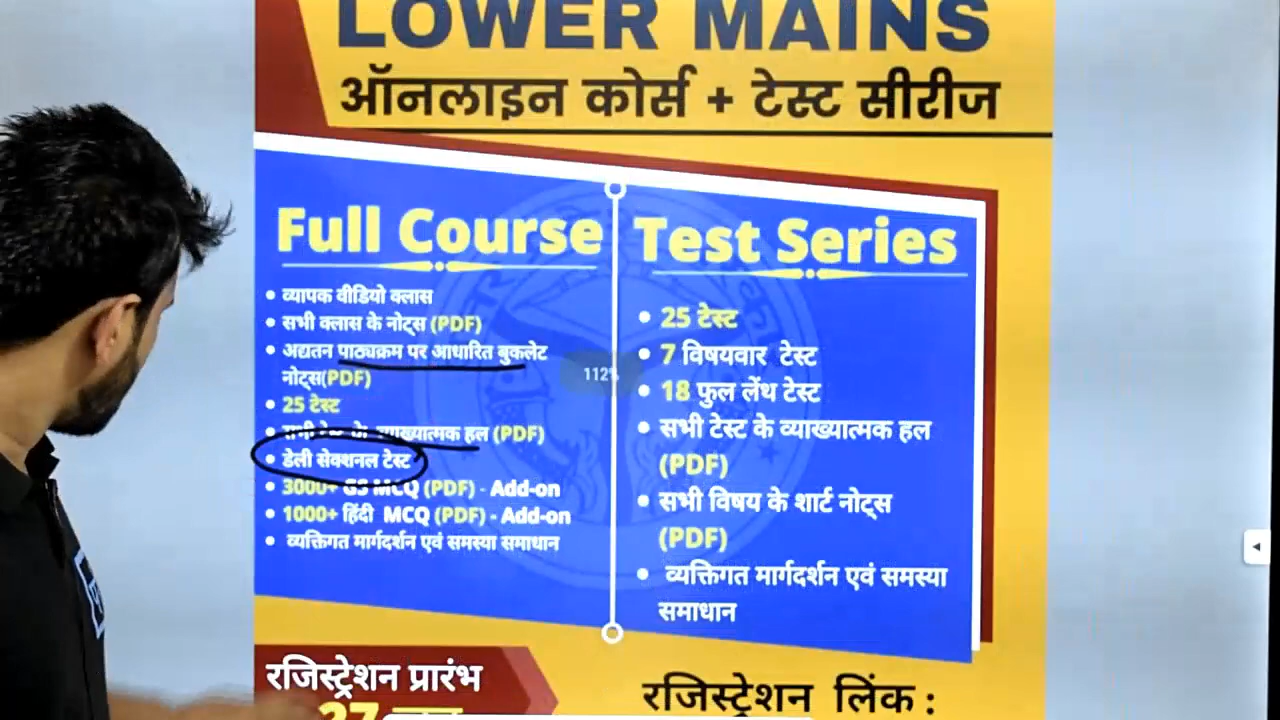 LOWER MAINS
ऑनलाइन कोर्स + टेस्ट सीरीज
Full Course
• व्यापक वीडियो क्लास
• सभी क्लास के नोट्स (PDF)
• अद्यतन पाठ्यक्रम पर आधारित बुकलेट
नोट्स(PDF)
• 25 टेस्ट
• सभी के व्याख्यात्मक हल (PDF)
• डेली सेक्शनल टेस्ट
• 3000+ GS MCQ (PDF) - Add-on
• 1000+ हिंदी MCQ (PDF) - Add-on
• व्यक्तिगत मार्गदर्शन एवं समस्या समाधान
Test Series
• 25 टेस्ट
• 7 विषयवार टेस्ट
• 18 फुल लेंथ टेस्ट
• सभी टेस्ट के व्याख्यात्मक हल
(PDF)
• सभी विषय के शार्ट नोट्स
(PDF)
• व्यक्तिगत मार्गदर्शन एवं समस्या
समाधान
112%
रजिस्ट्रेशन प्रारंभ
27
रजिस्ट्रेशन लिंक :